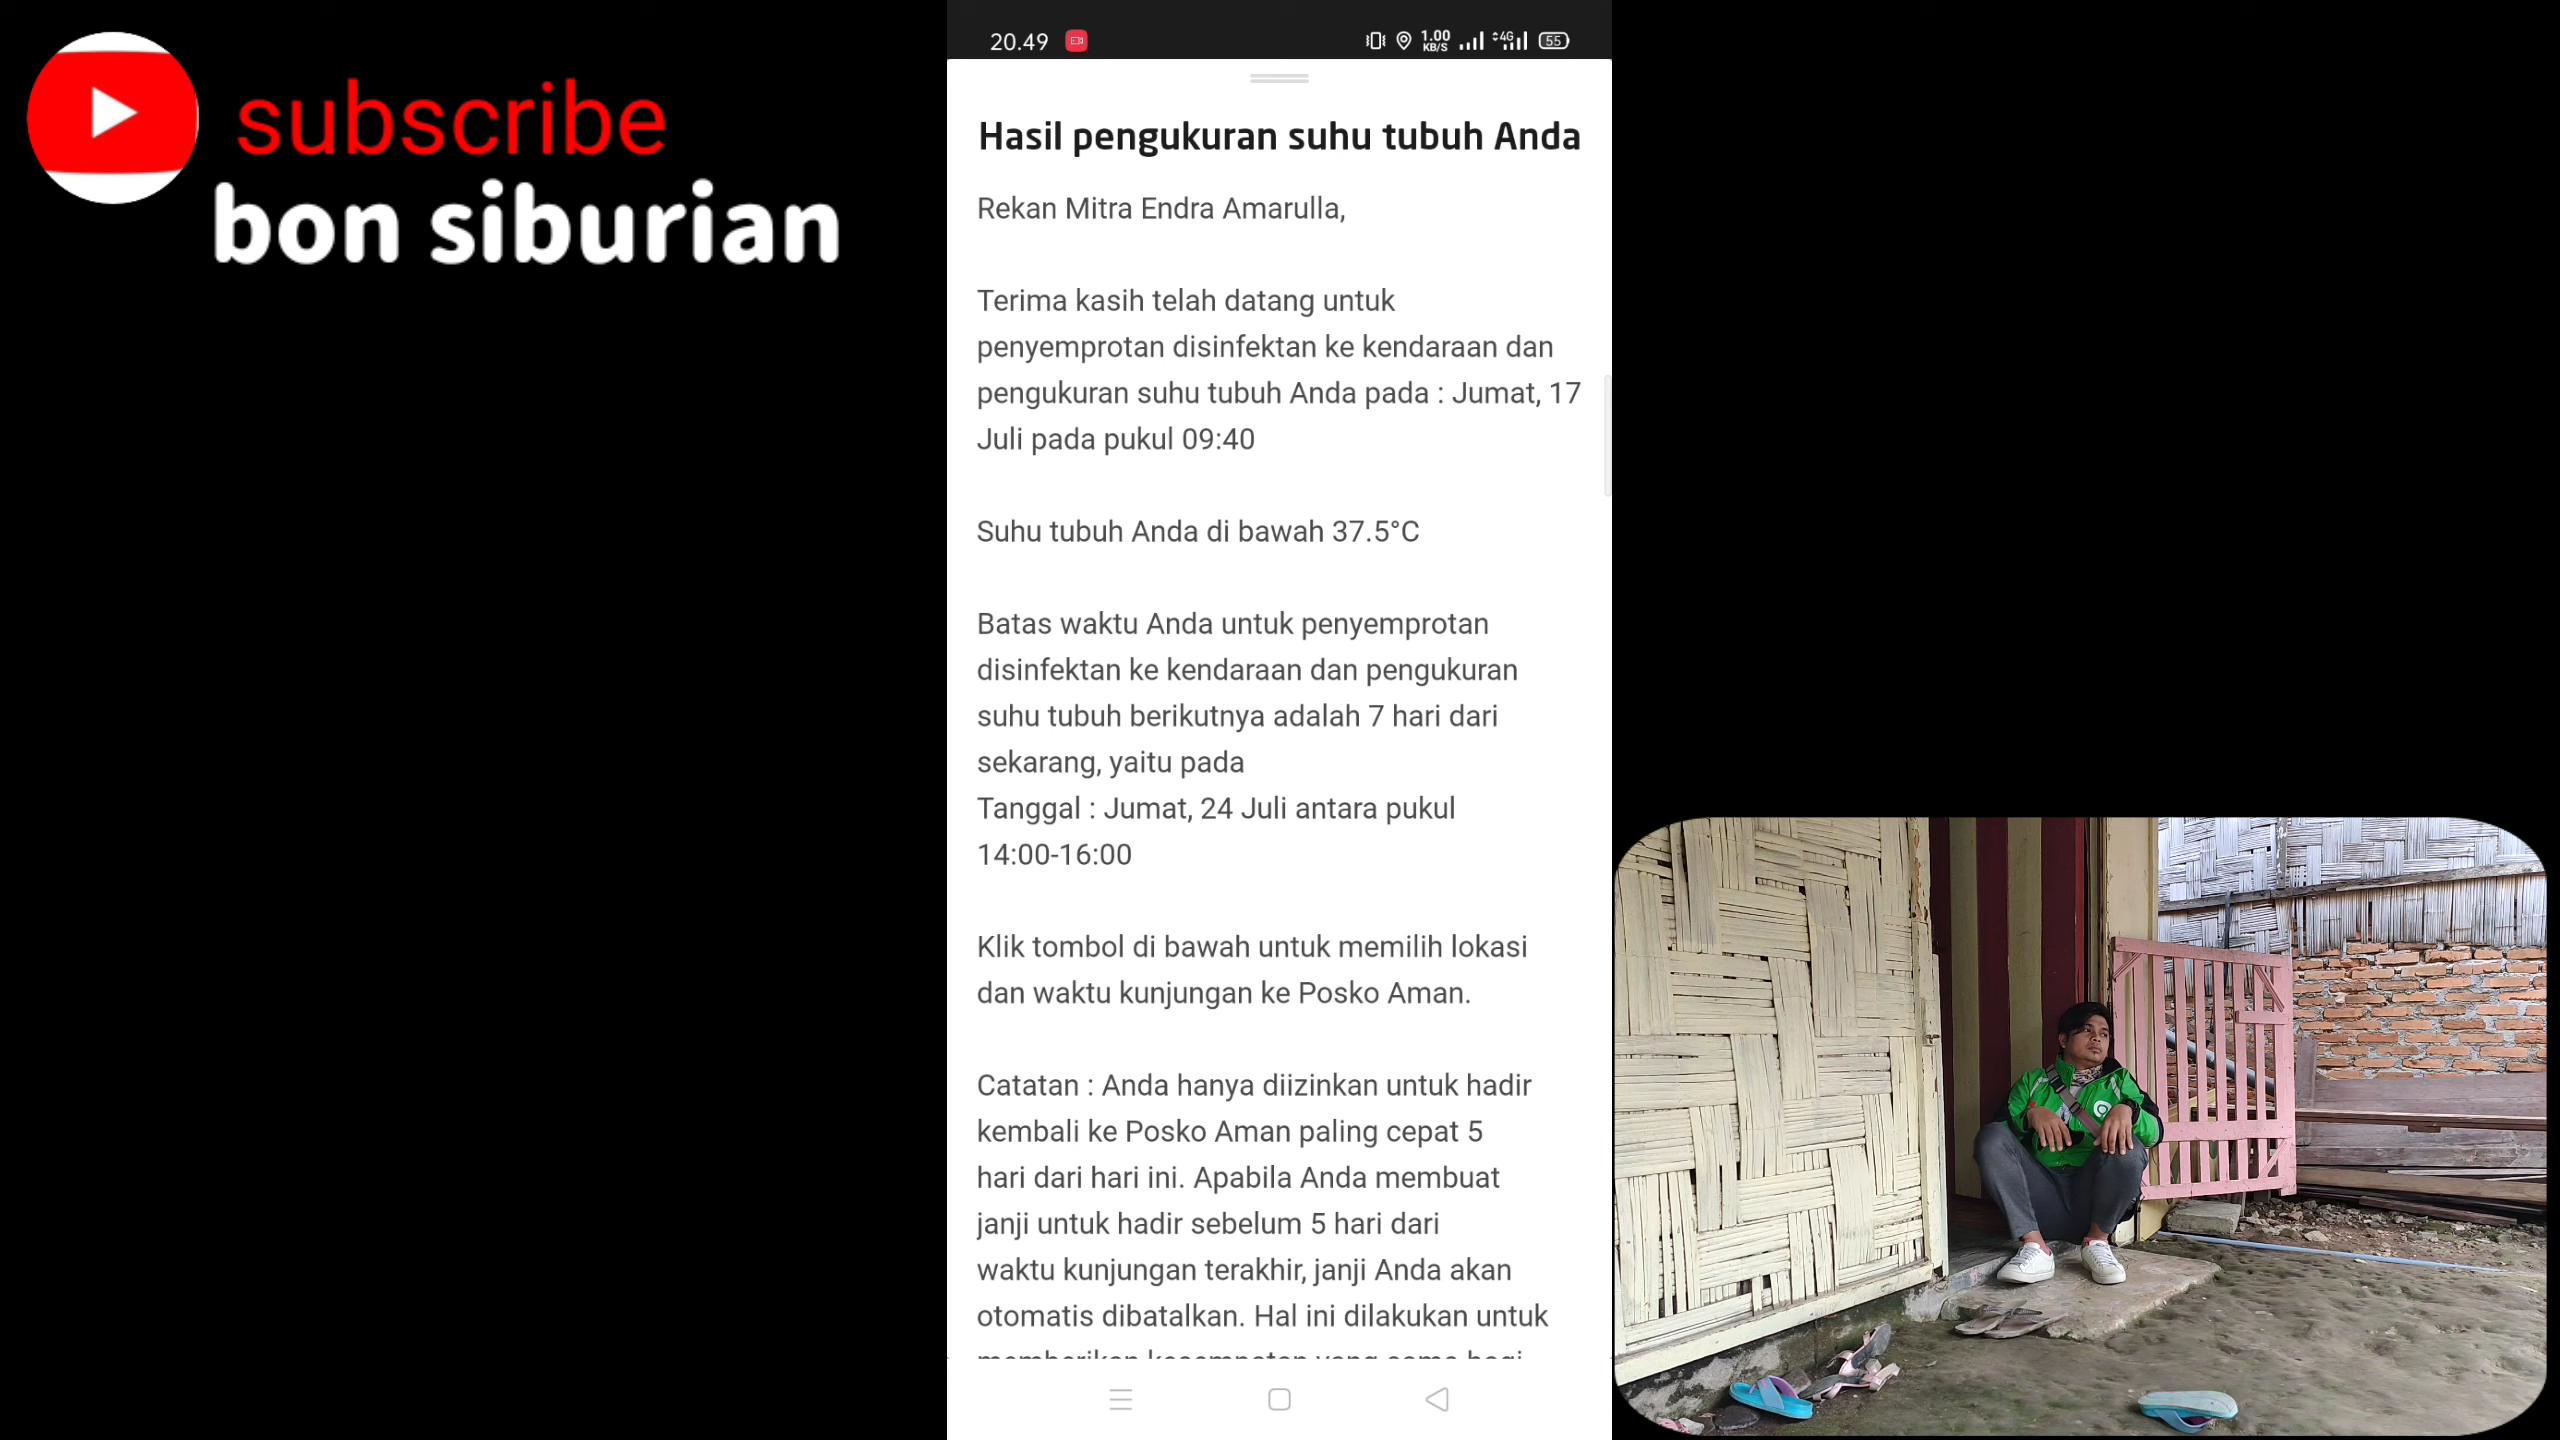 subscribe
bon siburian
20.49
1.00
KB/S
4G
55
Hasil pengukuran suhu tubuh Anda
Rekan Mitra Endra Amarulla,
Terima kasih telah datang untuk
penyemprotan disinfektan ke kendaraan dan
pengukuran suhu tubuh Anda pada : Jumat, 17
Juli pada pukul 09:40
Suhu tubuh Anda di bawah 37.5°C
Batas waktu Anda untuk penyemprotan
disinfektan ke kendaraan dan pengukuran
suhu tubuh berikutnya adalah 7 hari dari
sekarang, yaitu pada
Tanggal : Jumat, 24 Juli antara pukul
14:00-16:00
Klik tombol di bawah untuk memilih lokasi
dan waktu kunjungan ke Posko Aman.
Catatan : Anda hanya diizinkan untuk hadir
kembali ke Posko Aman paling cepat 5
hari dari hari ini. Apabila Anda membuat
janji untuk hadir sebelum 5 hari dari
waktu kunjungan terakhir, janji Anda akan
otomatis dibatalkan. Hal ini dilakukan untuk